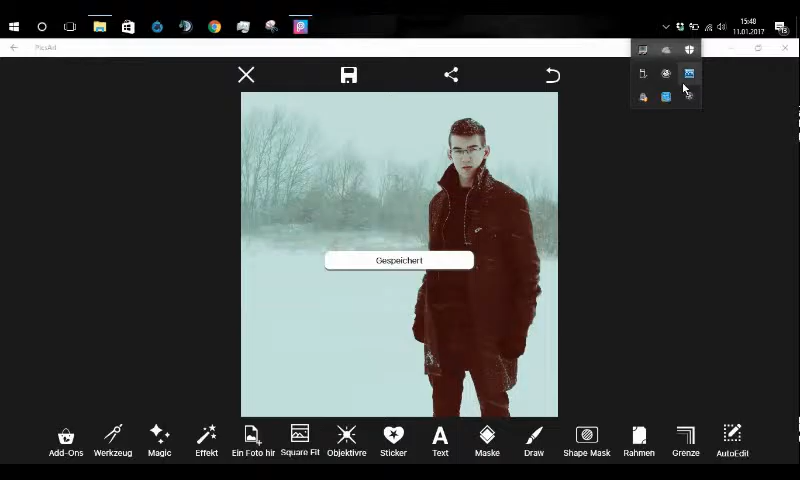 15:48
11.01.2017
13
PicsArt
Gespeichert
Add-Ons Werkzeug Magic Effekt Ein Foto hir Square Fit Objektivre Sticker Text Maske Draw Shape Mask Rahmen Grenze AutoEdit